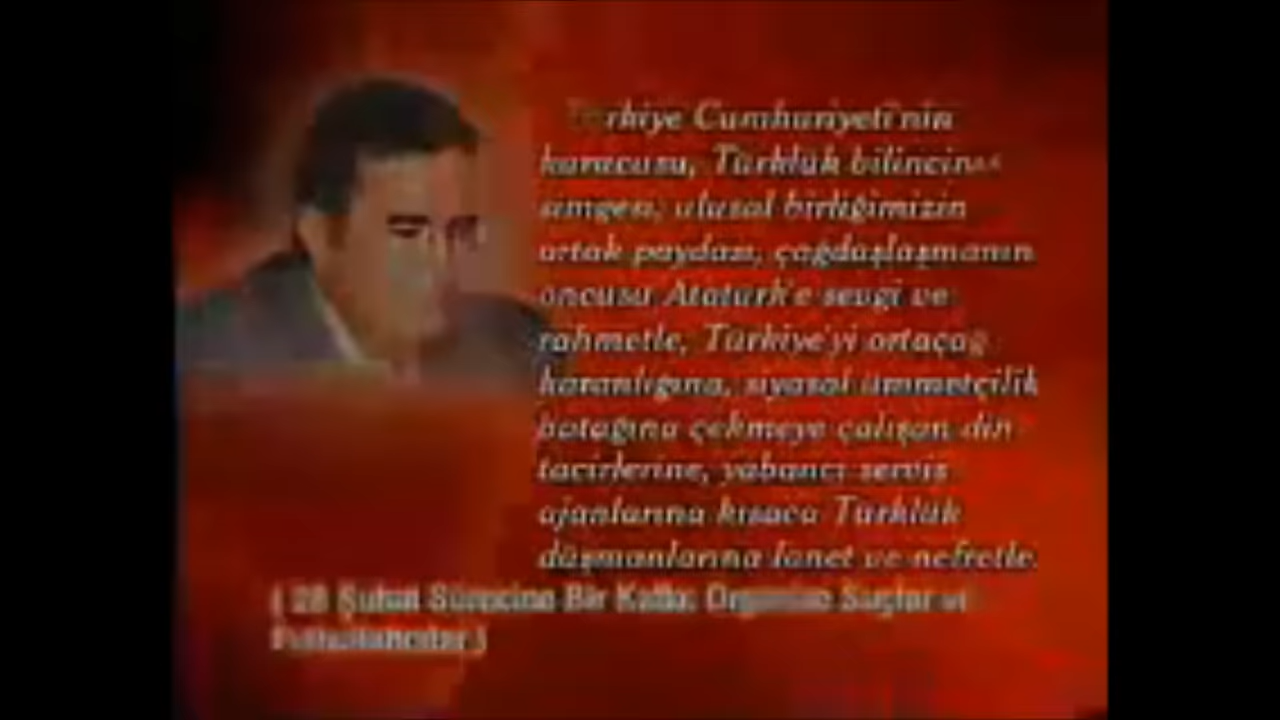 Türkiye Cumhuriyeti'nin
kurucusu, Türklük bilincinin
simgesi, ulusal birliğimizin
ortak paydası, çağdaşlaşmanın
öncüsü Atatürk'e sevgi ve
rahmetle, Türkiye'yi ortaçağ
karanlığına, siyasal ümmetçilik
batağına çekmeye çalışan din
tacirlerine, yabancı servis
ajanlarına kısaca Türklük
düşmanlarına lanet ve nefretle.
( 28 Şubat Sürecine Bir Katkı: Organize Suçlar ve